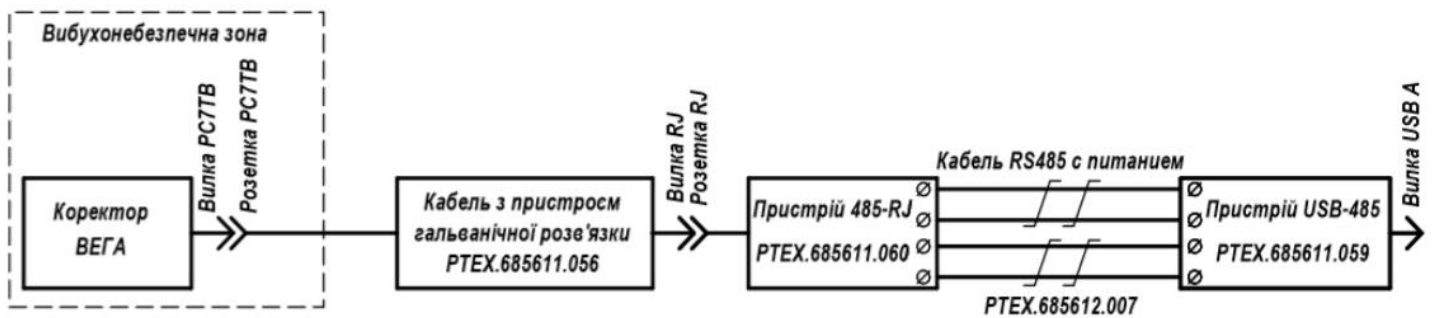 Вибухонебезпечна зона
Вилка РС7ТВ
Розетка РС7ТВ
Коректор
ВЕГА
Кабель з пристроєм
гальванічної розв'язки
РТЕХ.685611.056
Вилка RJ
Розетка RJ
Пристрій 485-RJ
РТЕХ.685611.060
Кабель RS485 с питанием
РТЕХ.685612.007
Пристрій USB-485
РТЕХ.685611.059
Вилка USB A